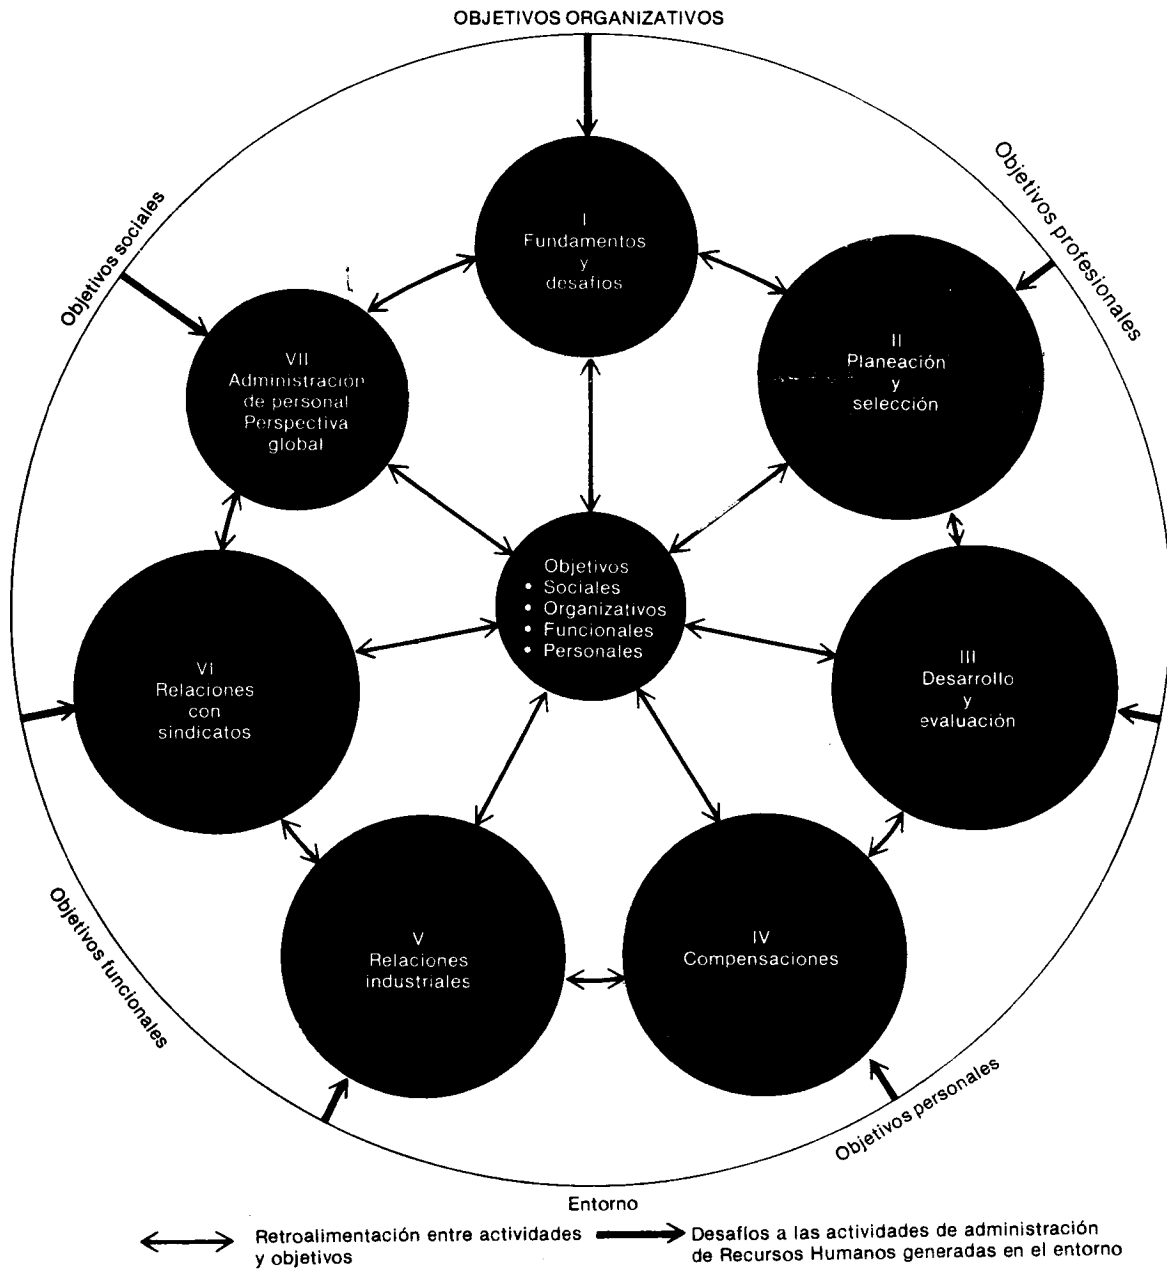 OBJETIVOS ORGANIZATIVOS
Objetivos sociales
Objetivos profesionales
I
Fundamentos
y
desafíos
II
Planeación
y
selección
VII
Administración
de personal
Perspectiva
global
Objetivos
• Sociales
• Organizativos
• Funcionales
• Personales
VI
Relaciones
con
sindicatos
III
Desarrollo
y
evaluación
V
Relaciones
industriales
IV
Compensaciones
Objetivos funcionales
Objetivos personales
Entorno
Retroalimentación entre actividades
y objetivos
Desafíos a las actividades de administración
de Recursos Humanos generadas en el entorno